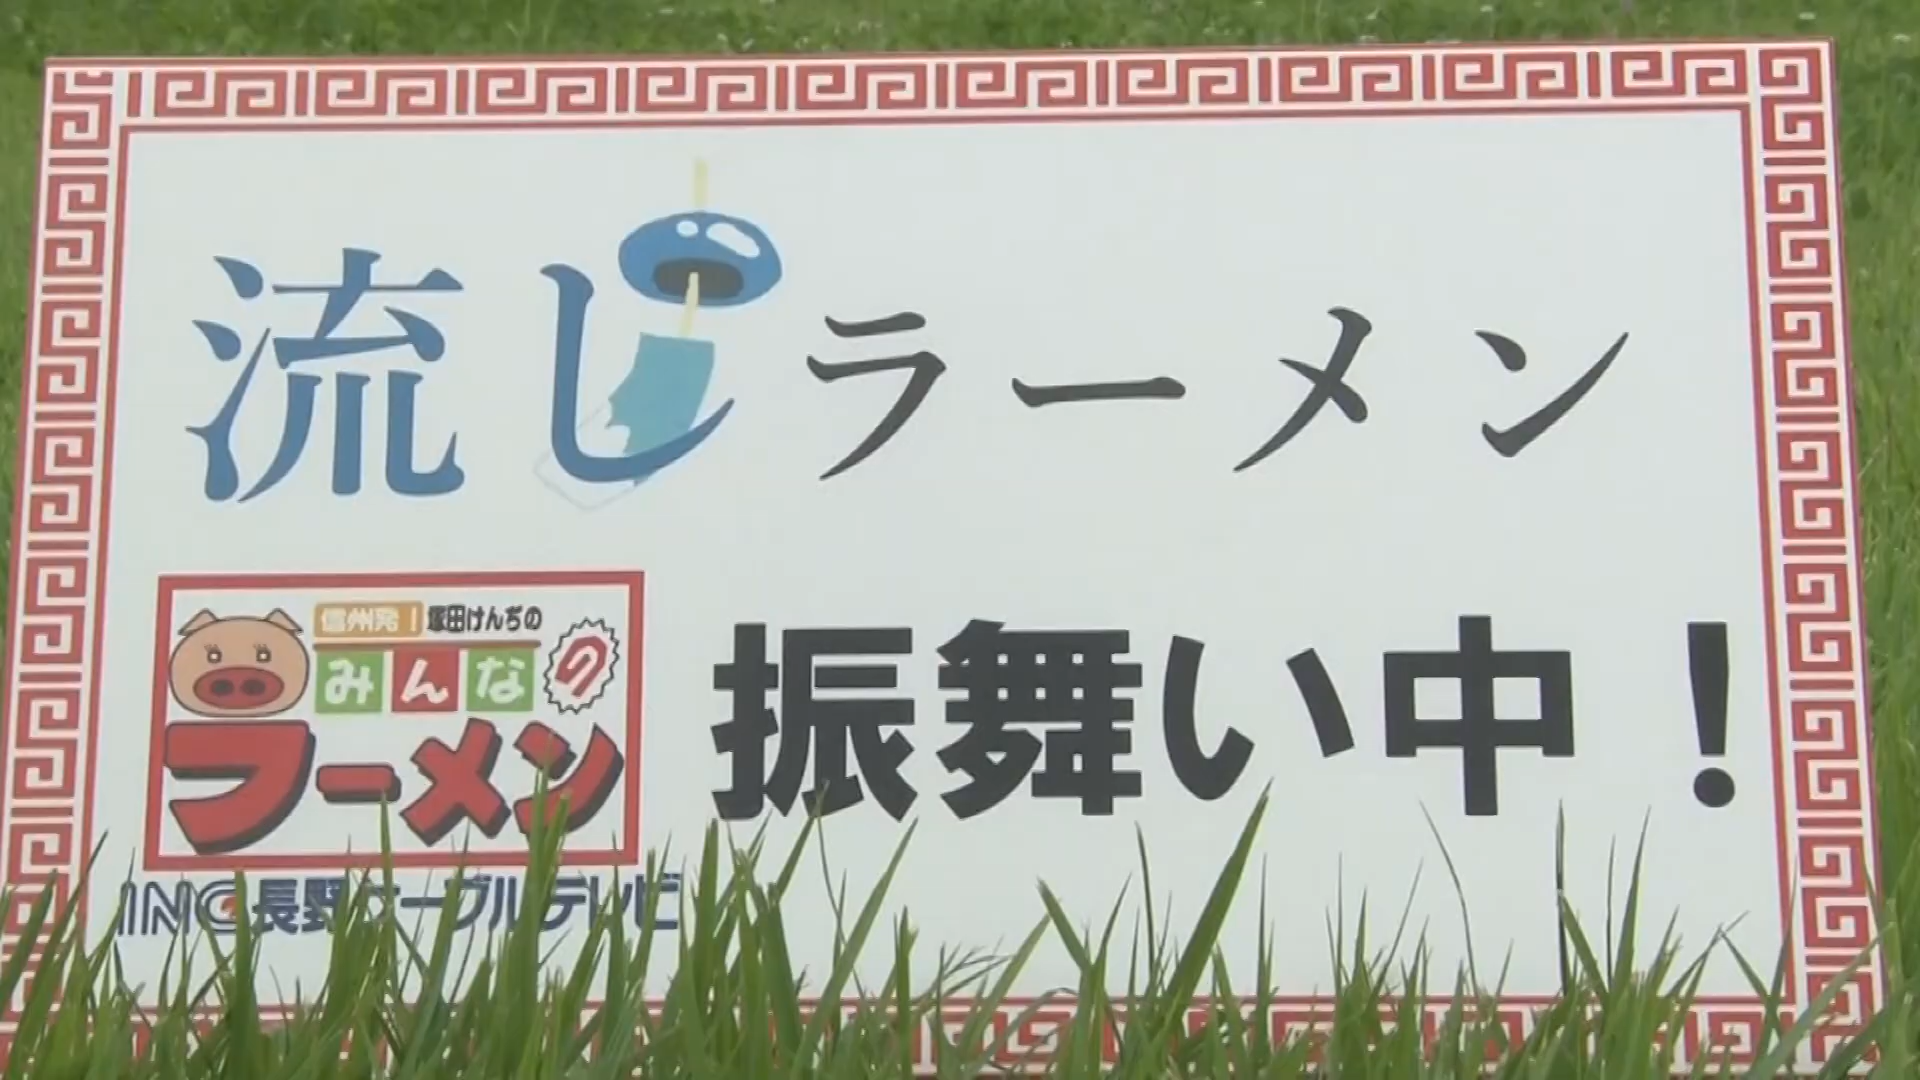 流しラーメン
信州発！塚田けんぢの
みんなノ
ラーメン
振舞い中！
INC長野ケーブルテレビ